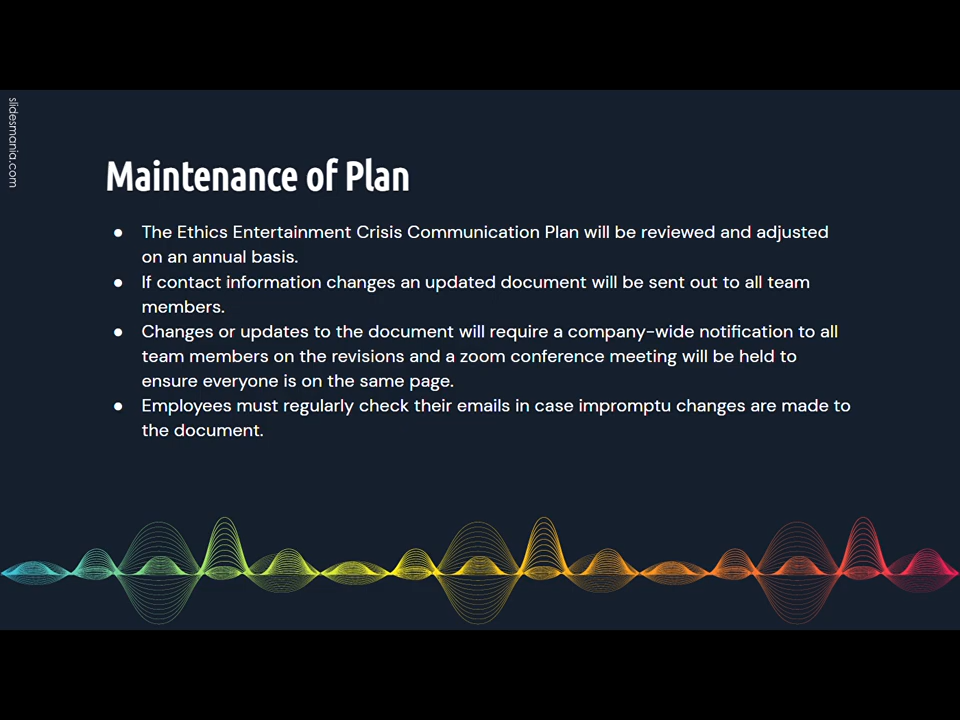 slidesmania.com
Maintenance of Plan
● The Ethics Entertainment Crisis Communication Plan will be reviewed and adjusted
on an annual basis.
● If contact information changes an updated document will be sent out to all team
members.
● Changes or updates to the document will require a company-wide notification to all
team members on the revisions and a zoom conference meeting will be held to
ensure everyone is on the same page.
● Employees must regularly check their emails in case impromptu changes are made to
the document.